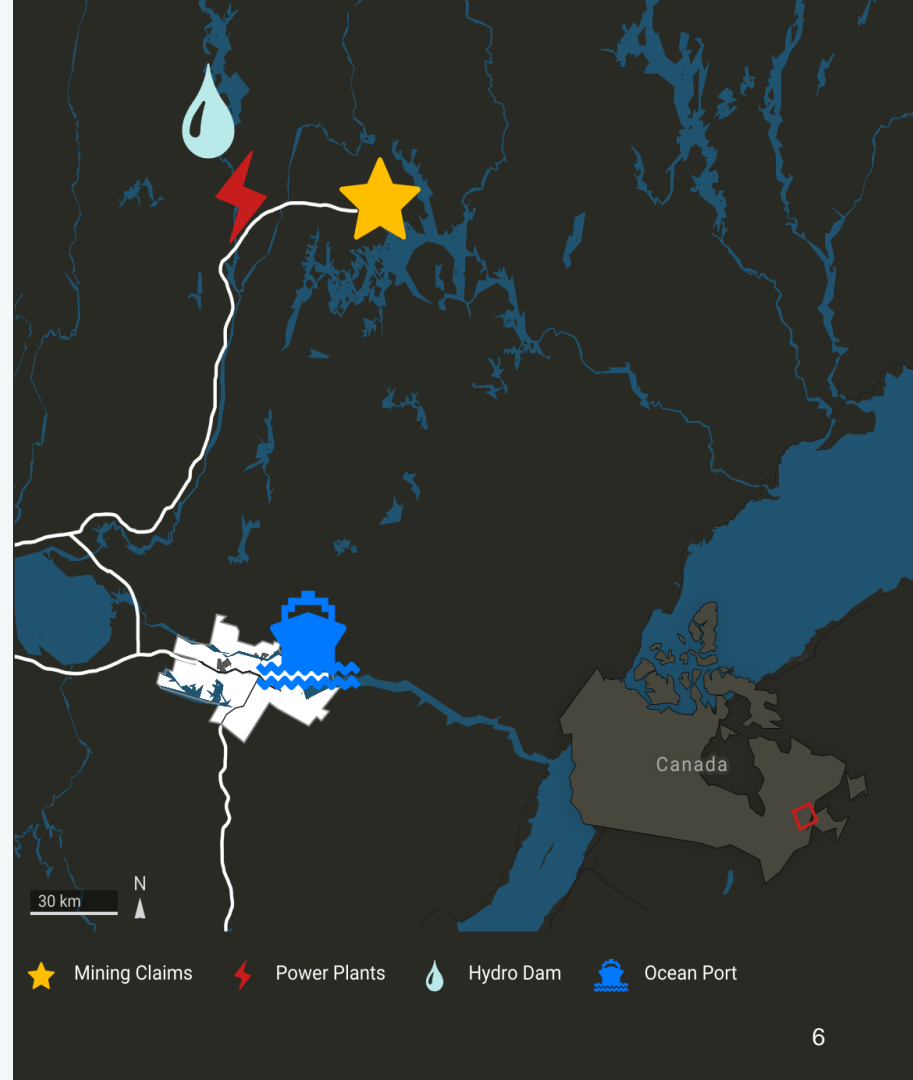 Canada
30 km
N
Mining Claims
Power Plants
Hydro Dam
Ocean Port
6